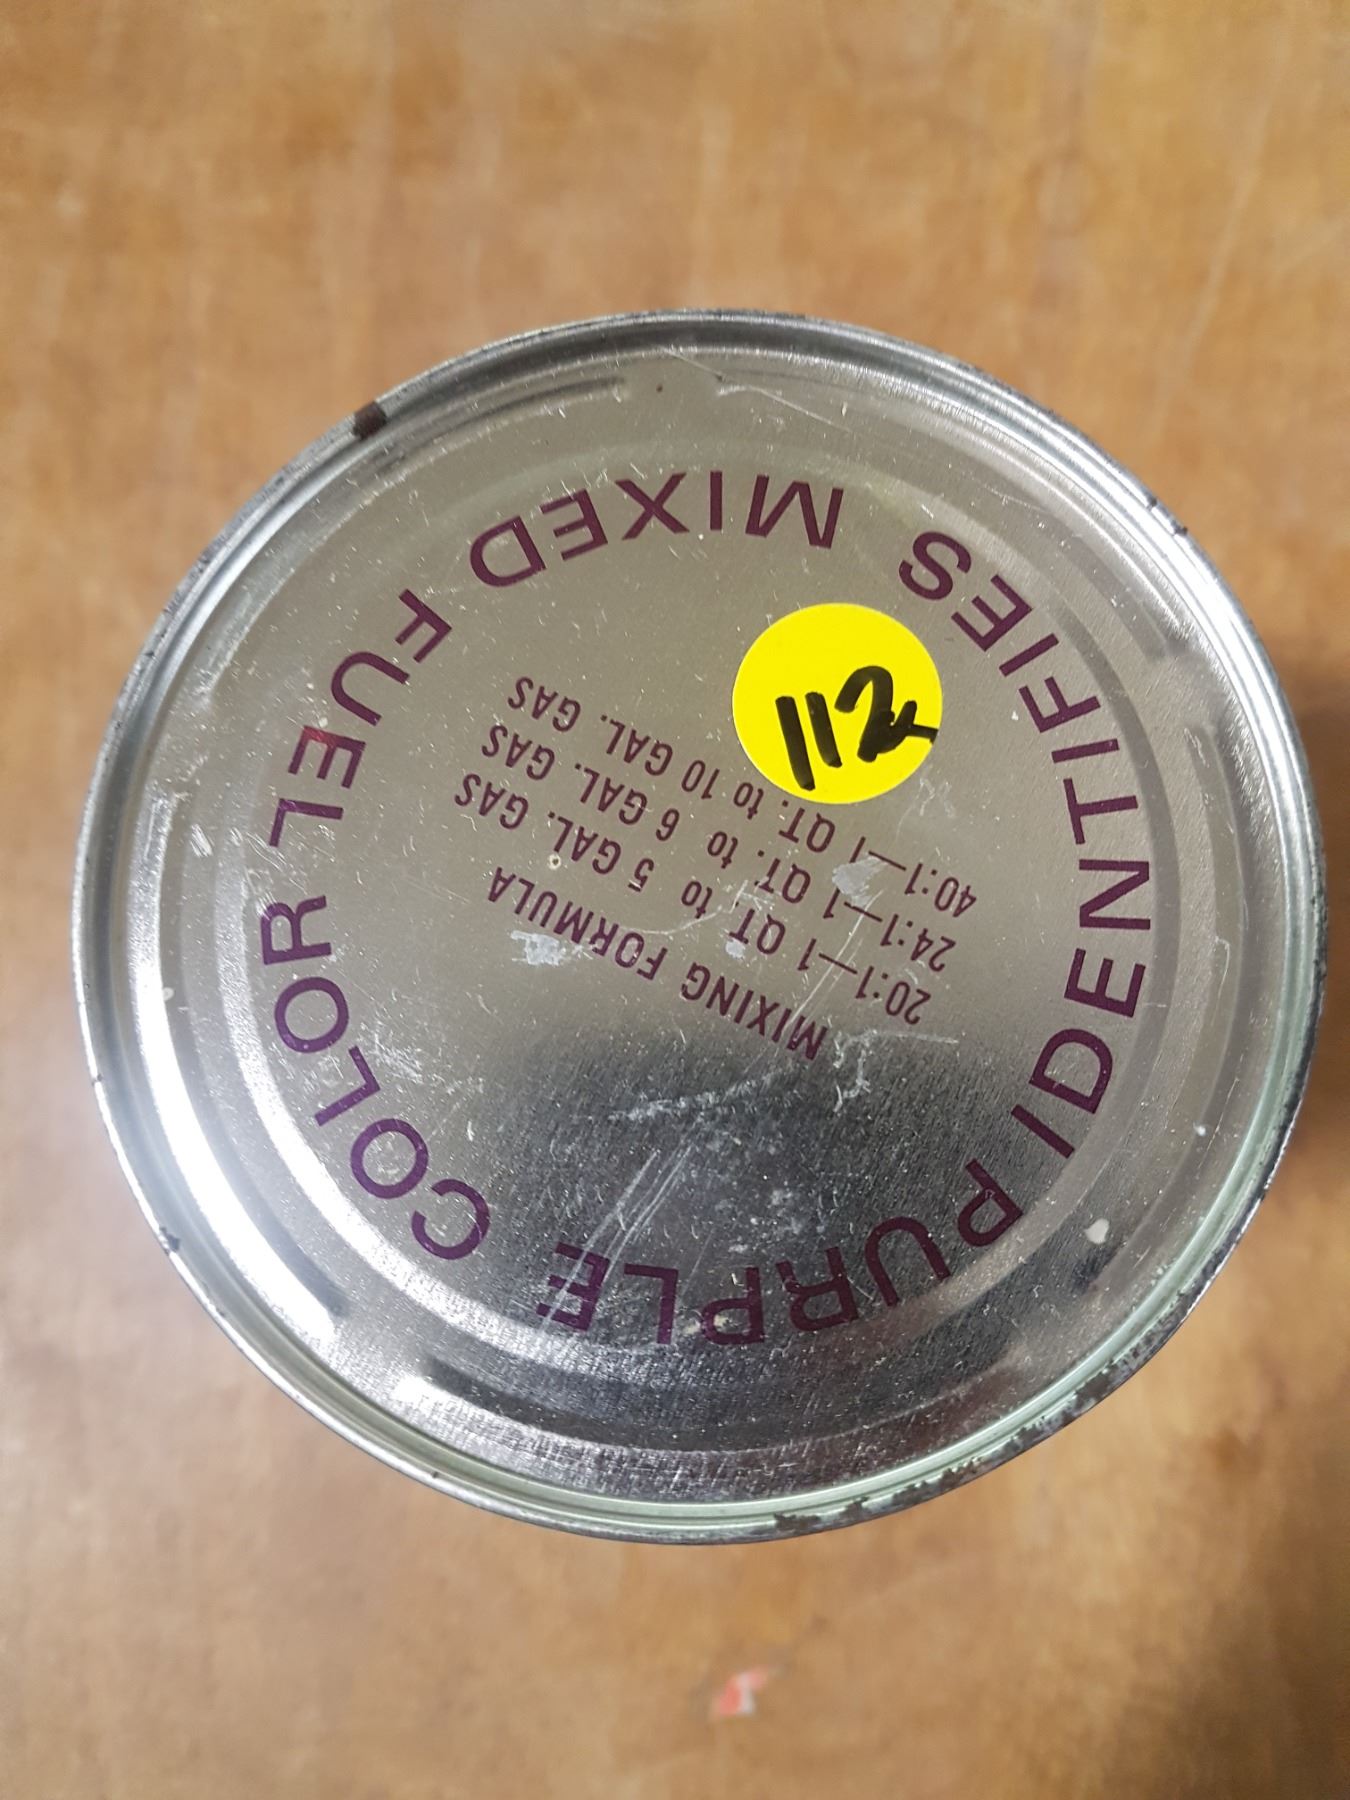 PURPLE COLOR FUEL MIXED IDENTIFIES
MIXING FORMULA
20:1—1 QT. to 5 GAL. GAS
24:1—1 QT. to 6 GAL. GAS
40:1—1 QT. to 10 GAL. GAS
112